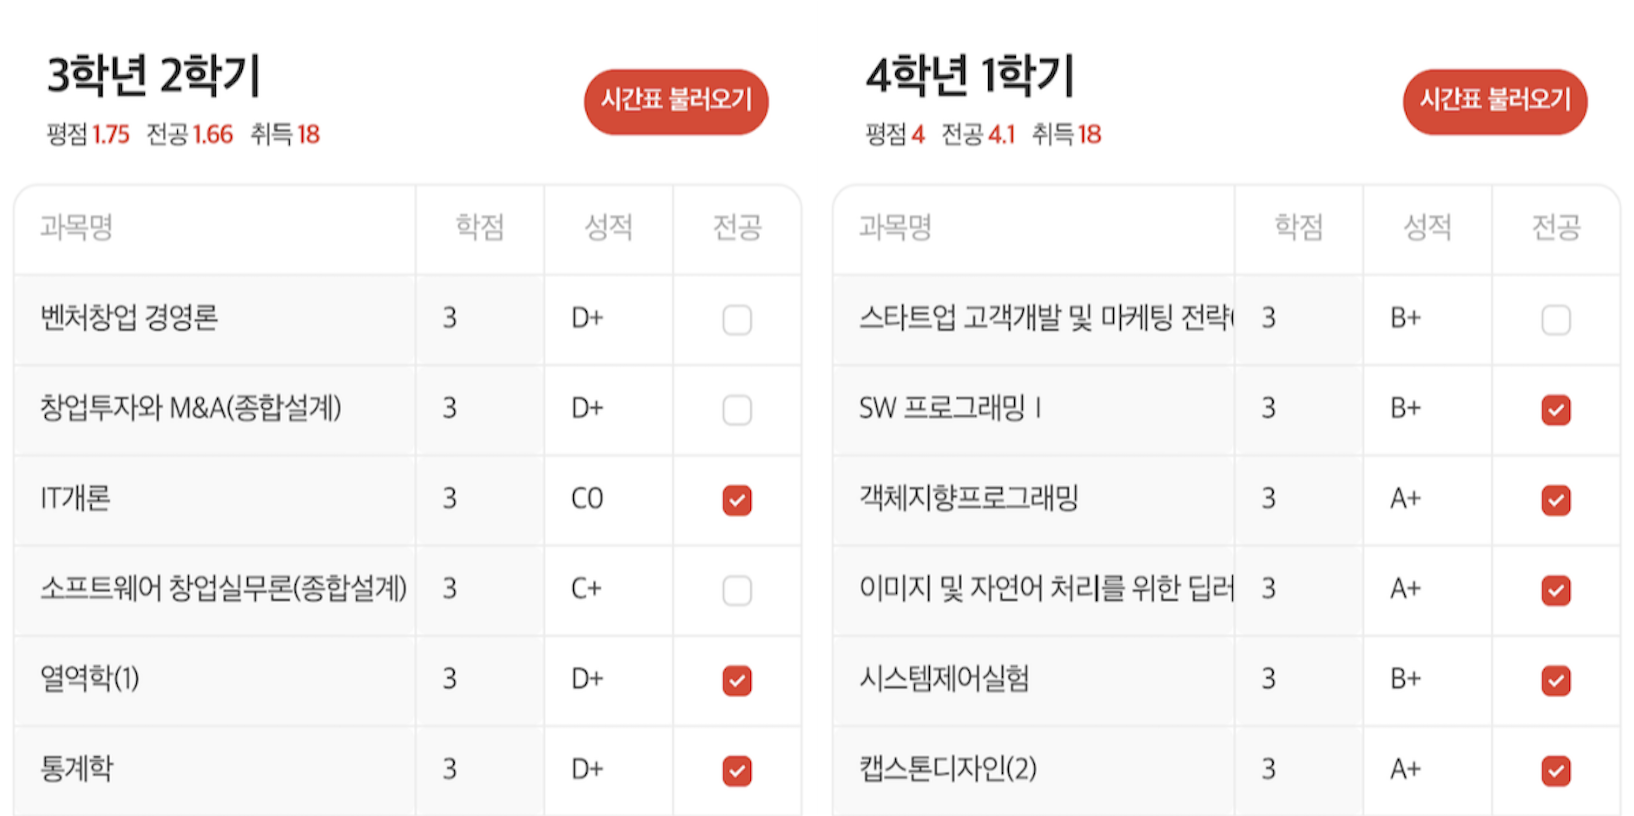 3학년 2학기
시간표 불러오기
평점 1.75 전공 1.66 취득 18
과목명 학점 성적 전공
벤처창업 경영론 3 D+
창업투자와 M&A(종합설계) 3 D+
IT개론 3 C0
소프트웨어 창업실무론(종합설계) 3 C+
열역학(1) 3 D+
통계학 3 D+
4학년 1학기
시간표 불러오기
평점 4 전공 4.1 취득 18
과목명 학점 성적 전공
스타트업 고객개발 및 마케팅 전략( 3 B+
SW 프로그래밍 I 3 B+
객체지향프로그래밍 3 A+
이미지 및 자연어 처리를 위한 딥러 3 A+
시스템제어실험 3 B+
캡스톤디자인(2) 3 A+